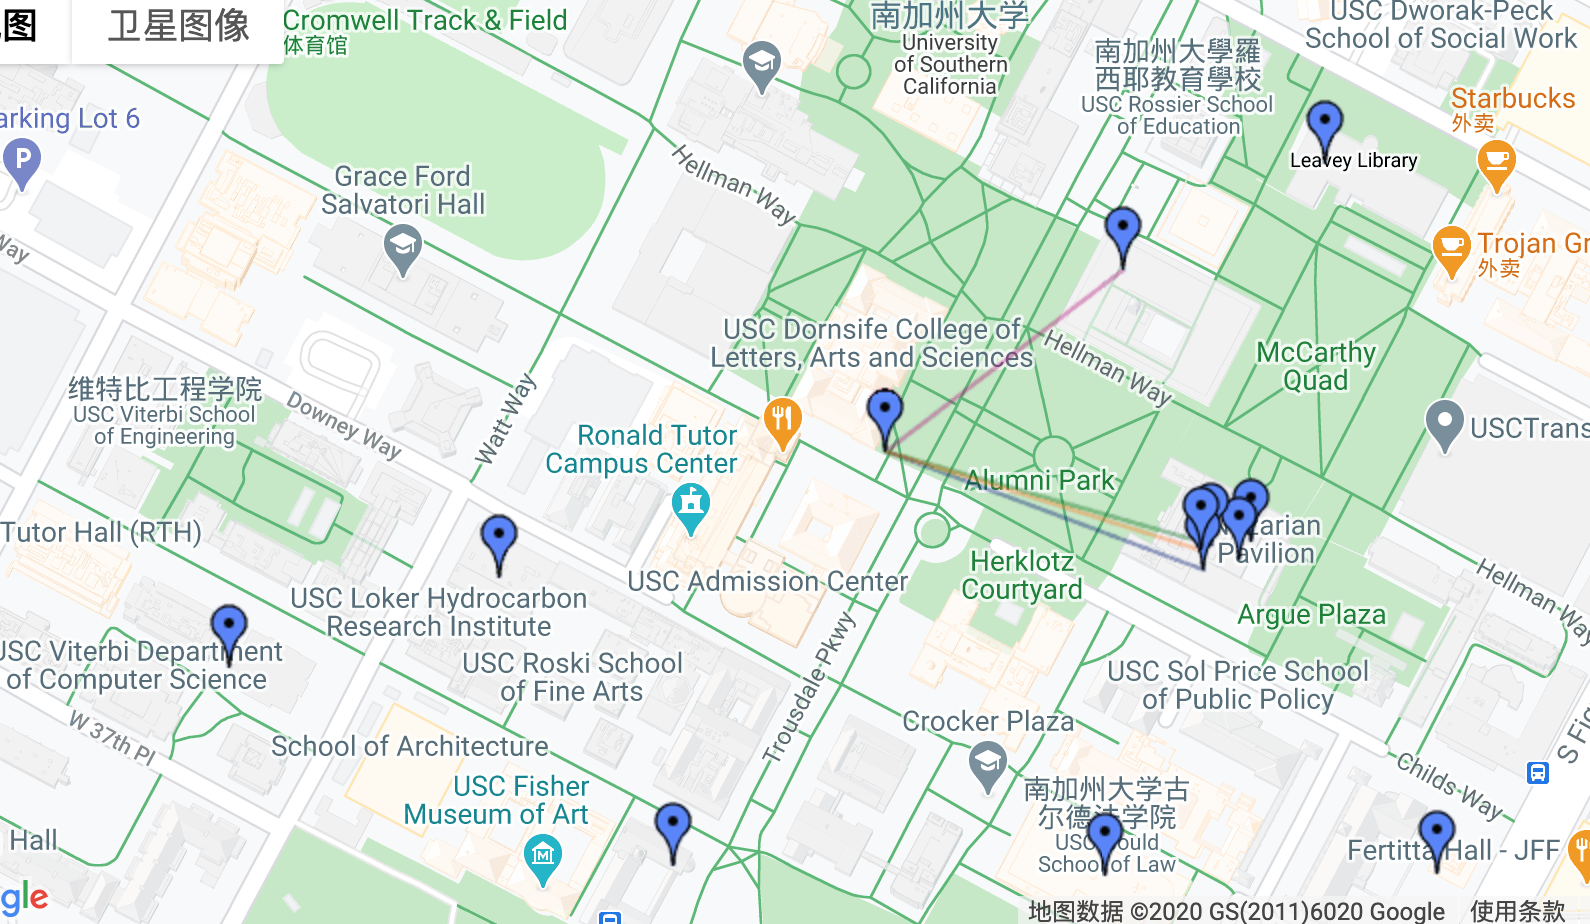 图
卫星图像
Cromwell Track & Field
体育馆
南加州大学
University
of Southern
California
USC Dworak-Peck
School of Social Work
南加州大學羅
西耶教育學校
USC Rossier School
of Education
Starbucks
外卖
arking Lot 6
P
Leavey Library
Hellman Way
Grace Ford
Salvatori Hall
Way
Trojan Gr
外卖
USC Dornsife College of
Letters, Arts and Sciences
Hellman Way
McCarthy
Quad
维特比工程学院
USC Viterbi School
of Engineering
Downey Way
Watt Way
Ronald Tutor
Campus Center
USCTrans
Alumni Park
Tutor Hall (RTH)
Pavilion
Herklotz
Courtyard
USC Admission Center
Hellman Way
USC Loker Hydrocarbon
Research Institute
Argue Plaza
USC Viterbi Department
of Computer Science
USC Roski School
of Fine Arts
USC Sol Price School
of Public Policy
Trousdale Pkwy
W 37th Pl
School of Architecture
Crocker Plaza
S Fig
USC Fisher
Museum of Art
M
南加州大学古
尔德法学院
USC Gould
School of Law
Childs Way
Hall
Fertitta Hall - JFF
gle
地图数据 ©2020 GS(2011)6020 Google
使用条款